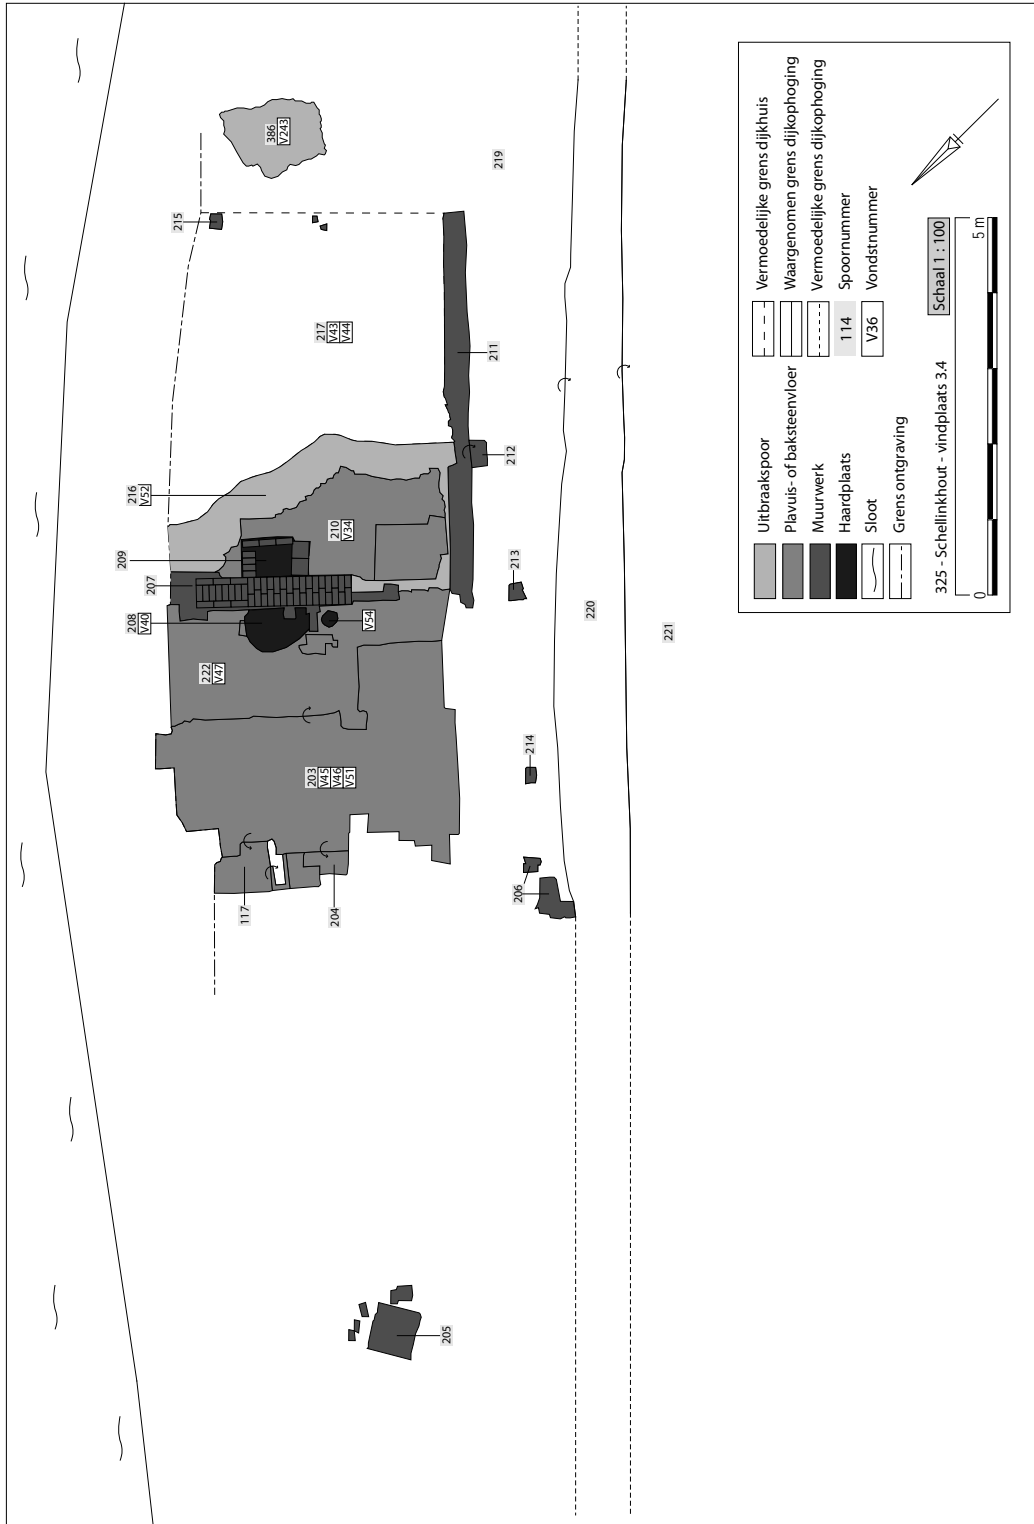 386
V243
219
215
217
V43
V44
211
212
216
V52
210
V34
209
207
208
V40
V54
213
222
V47
220
221
203
V45
V46
V51
214
206
117
204
205
Uitbraakspoor
Plavuis- of baksteenvloer
Muurwerk
Haardplaats
Sloot
Grens ontgraving
Vermoedelijke grens dijkhuis
Waargenomen grens dijkophoging
Vermoedelijke grens dijkophoging
114 Spoornummer
V36 Vondstnummer
325 - Schellinkhout - vindplaats 3.4
Schaal 1 : 100
0 5 m